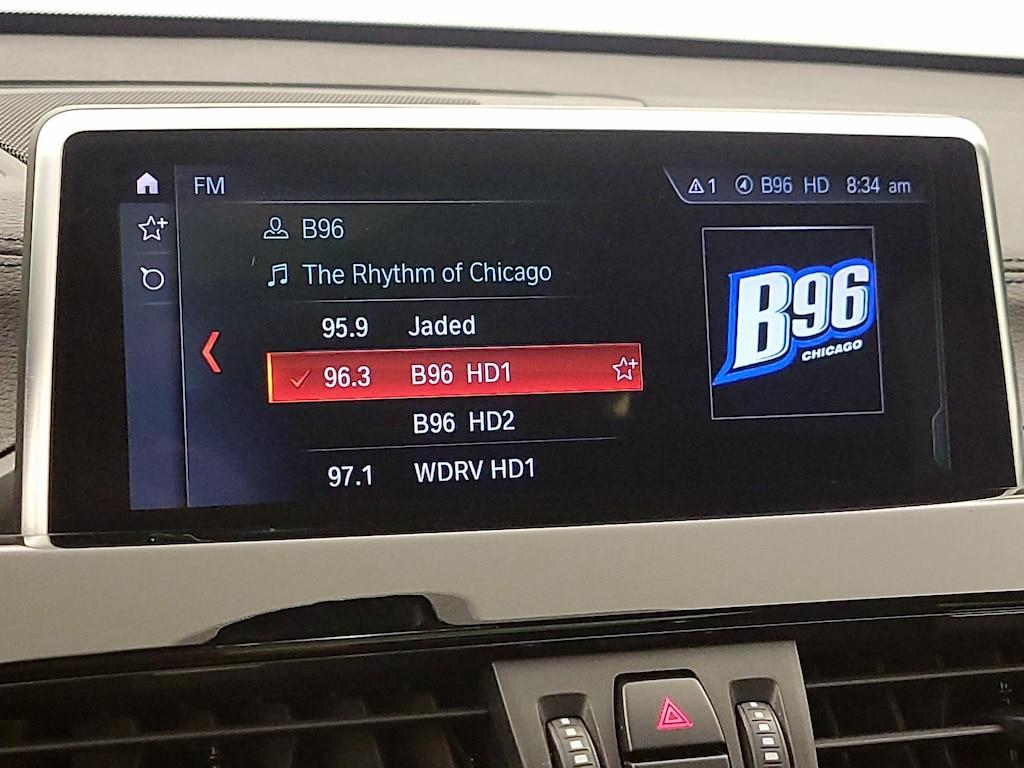 FM
1 B96 HD 8:34 am
B96
The Rhythm of Chicago
95.9 Jaded
96.3 B96 HD1
B96 HD2
97.1 WDRV HD1
B96
CHICAGO